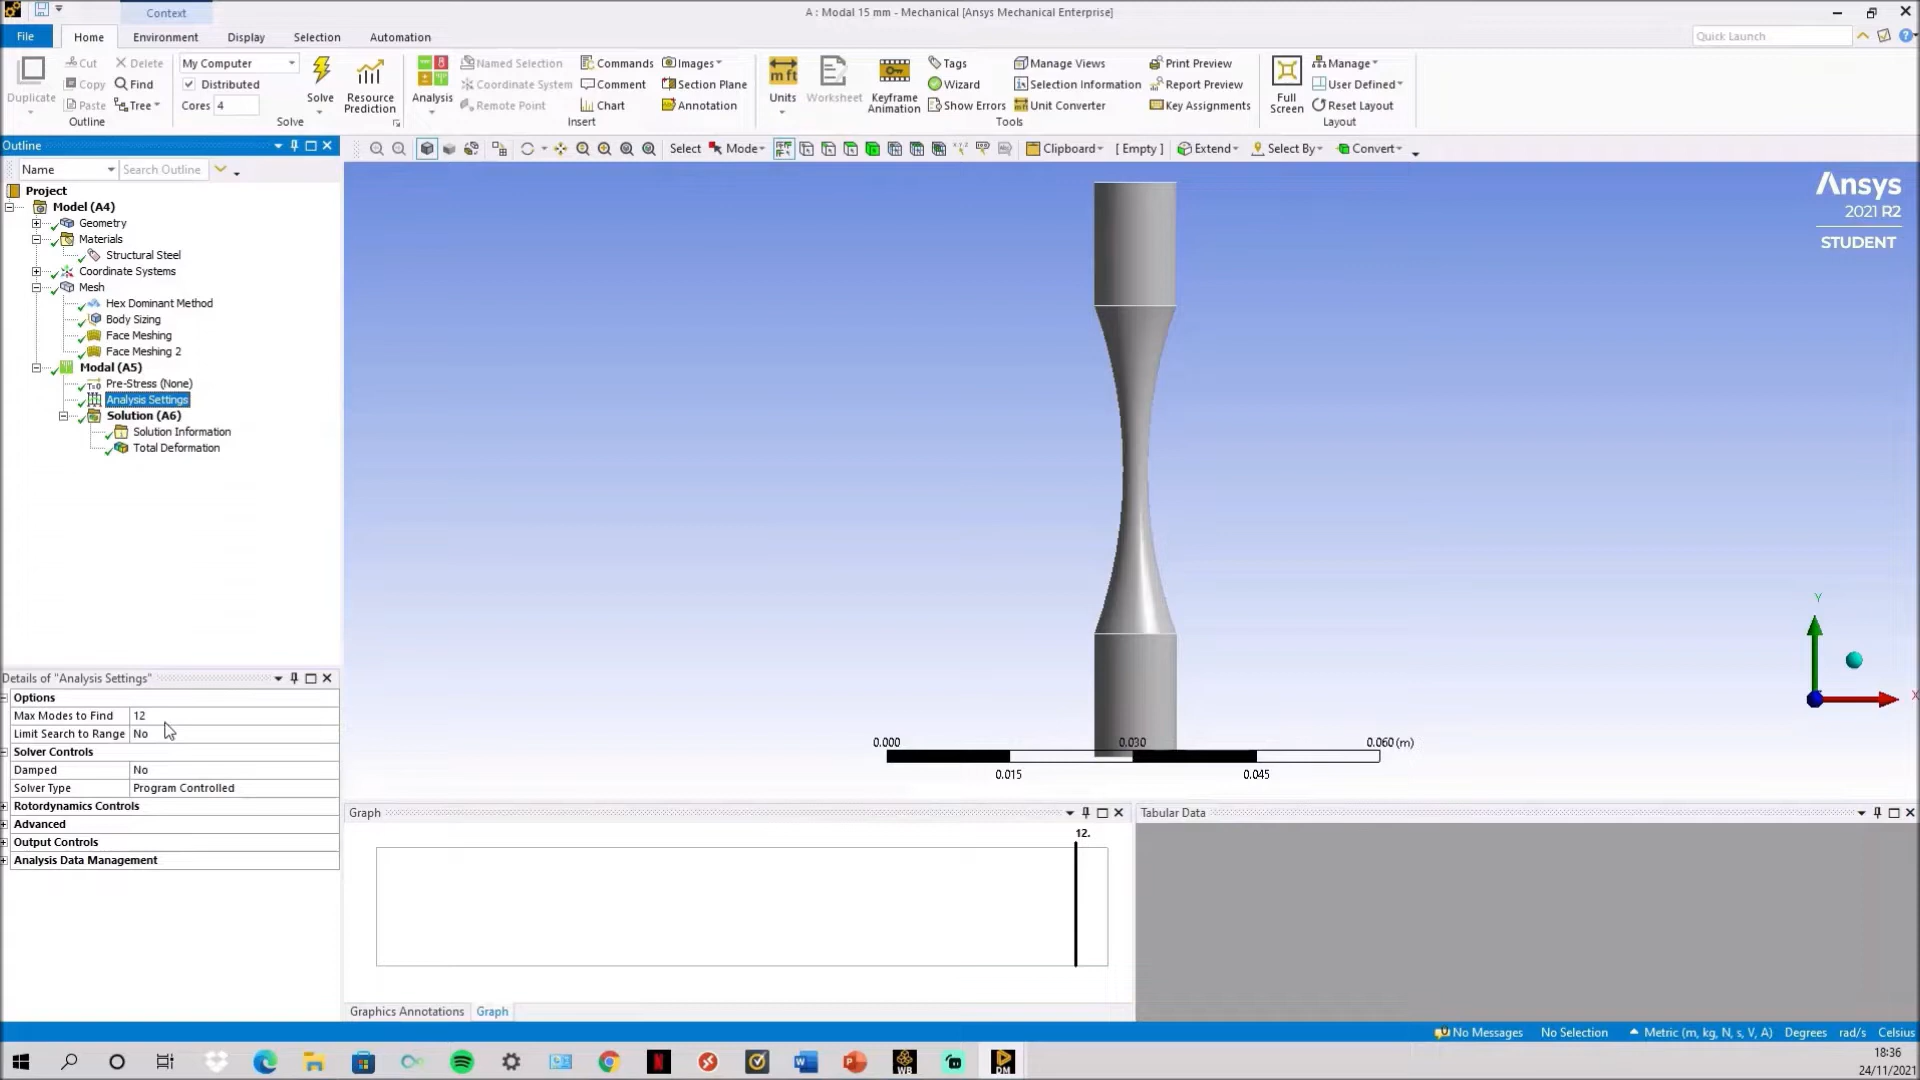 Context
A : Modal 15 mm - Mechanical [Ansys Mechanical Enterprise]
File
Home
Environment
Display
Selection
Automation
Quick Launch
Duplicate
Cut
Copy
Paste
Delete
Find
Tree
Outline
My Computer
Distributed
Cores 4
Solve
Resource Prediction
Solve
Analysis
Named Selection
Coordinate System
Remote Point
Commands
Comment
Chart
Images
Section Plane
Annotation
Insert
Units
Worksheet
Keyframe Animation
Tags
Wizard
Show Errors
Manage Views
Selection Information
Unit Converter
Print Preview
Report Preview
Key Assignments
Tools
Full Screen
Manage
User Defined
Reset Layout
Layout
Outline
Name
Search Outline
Select
Mode
Clipboard
[ Empty ]
Extend
Select By
Convert
Project
Model (A4)
Geometry
Materials
Structural Steel
Coordinate Systems
Mesh
Hex Dominant Method
Body Sizing
Face Meshing
Face Meshing 2
Modal (A5)
Pre-Stress (None)
Analysis Settings
Solution (A6)
Solution Information
Total Deformation
Ansys
2021 R2
STUDENT
Y
X
0.000
0.030
0.060 (m)
0.015
0.045
Details of "Analysis Settings"
Options
Max Modes to Find 12
Limit Search to Range No
Solver Controls
Damped No
Solver Type Program Controlled
Rotordynamics Controls
Advanced
Output Controls
Analysis Data Management
Graph
12.
Tabular Data
Graphics Annotations
Graph
No Messages
No Selection
Metric (m, kg, N, s, V, A)
Degrees
rad/s
Celsius
WB
DM
18:36
24/11/2021